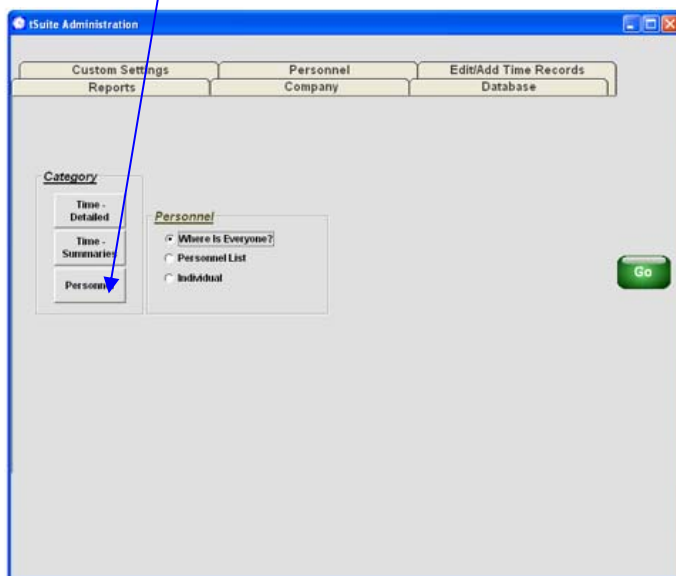 tSuite Administration
Custom Settings Personnel Edit/Add Time Records
Reports Company Database
Category
Time -
Detailed
Time -
Summaries
Personnel
Personnel
Where Is Everyone?
Personnel List
Individual
Go